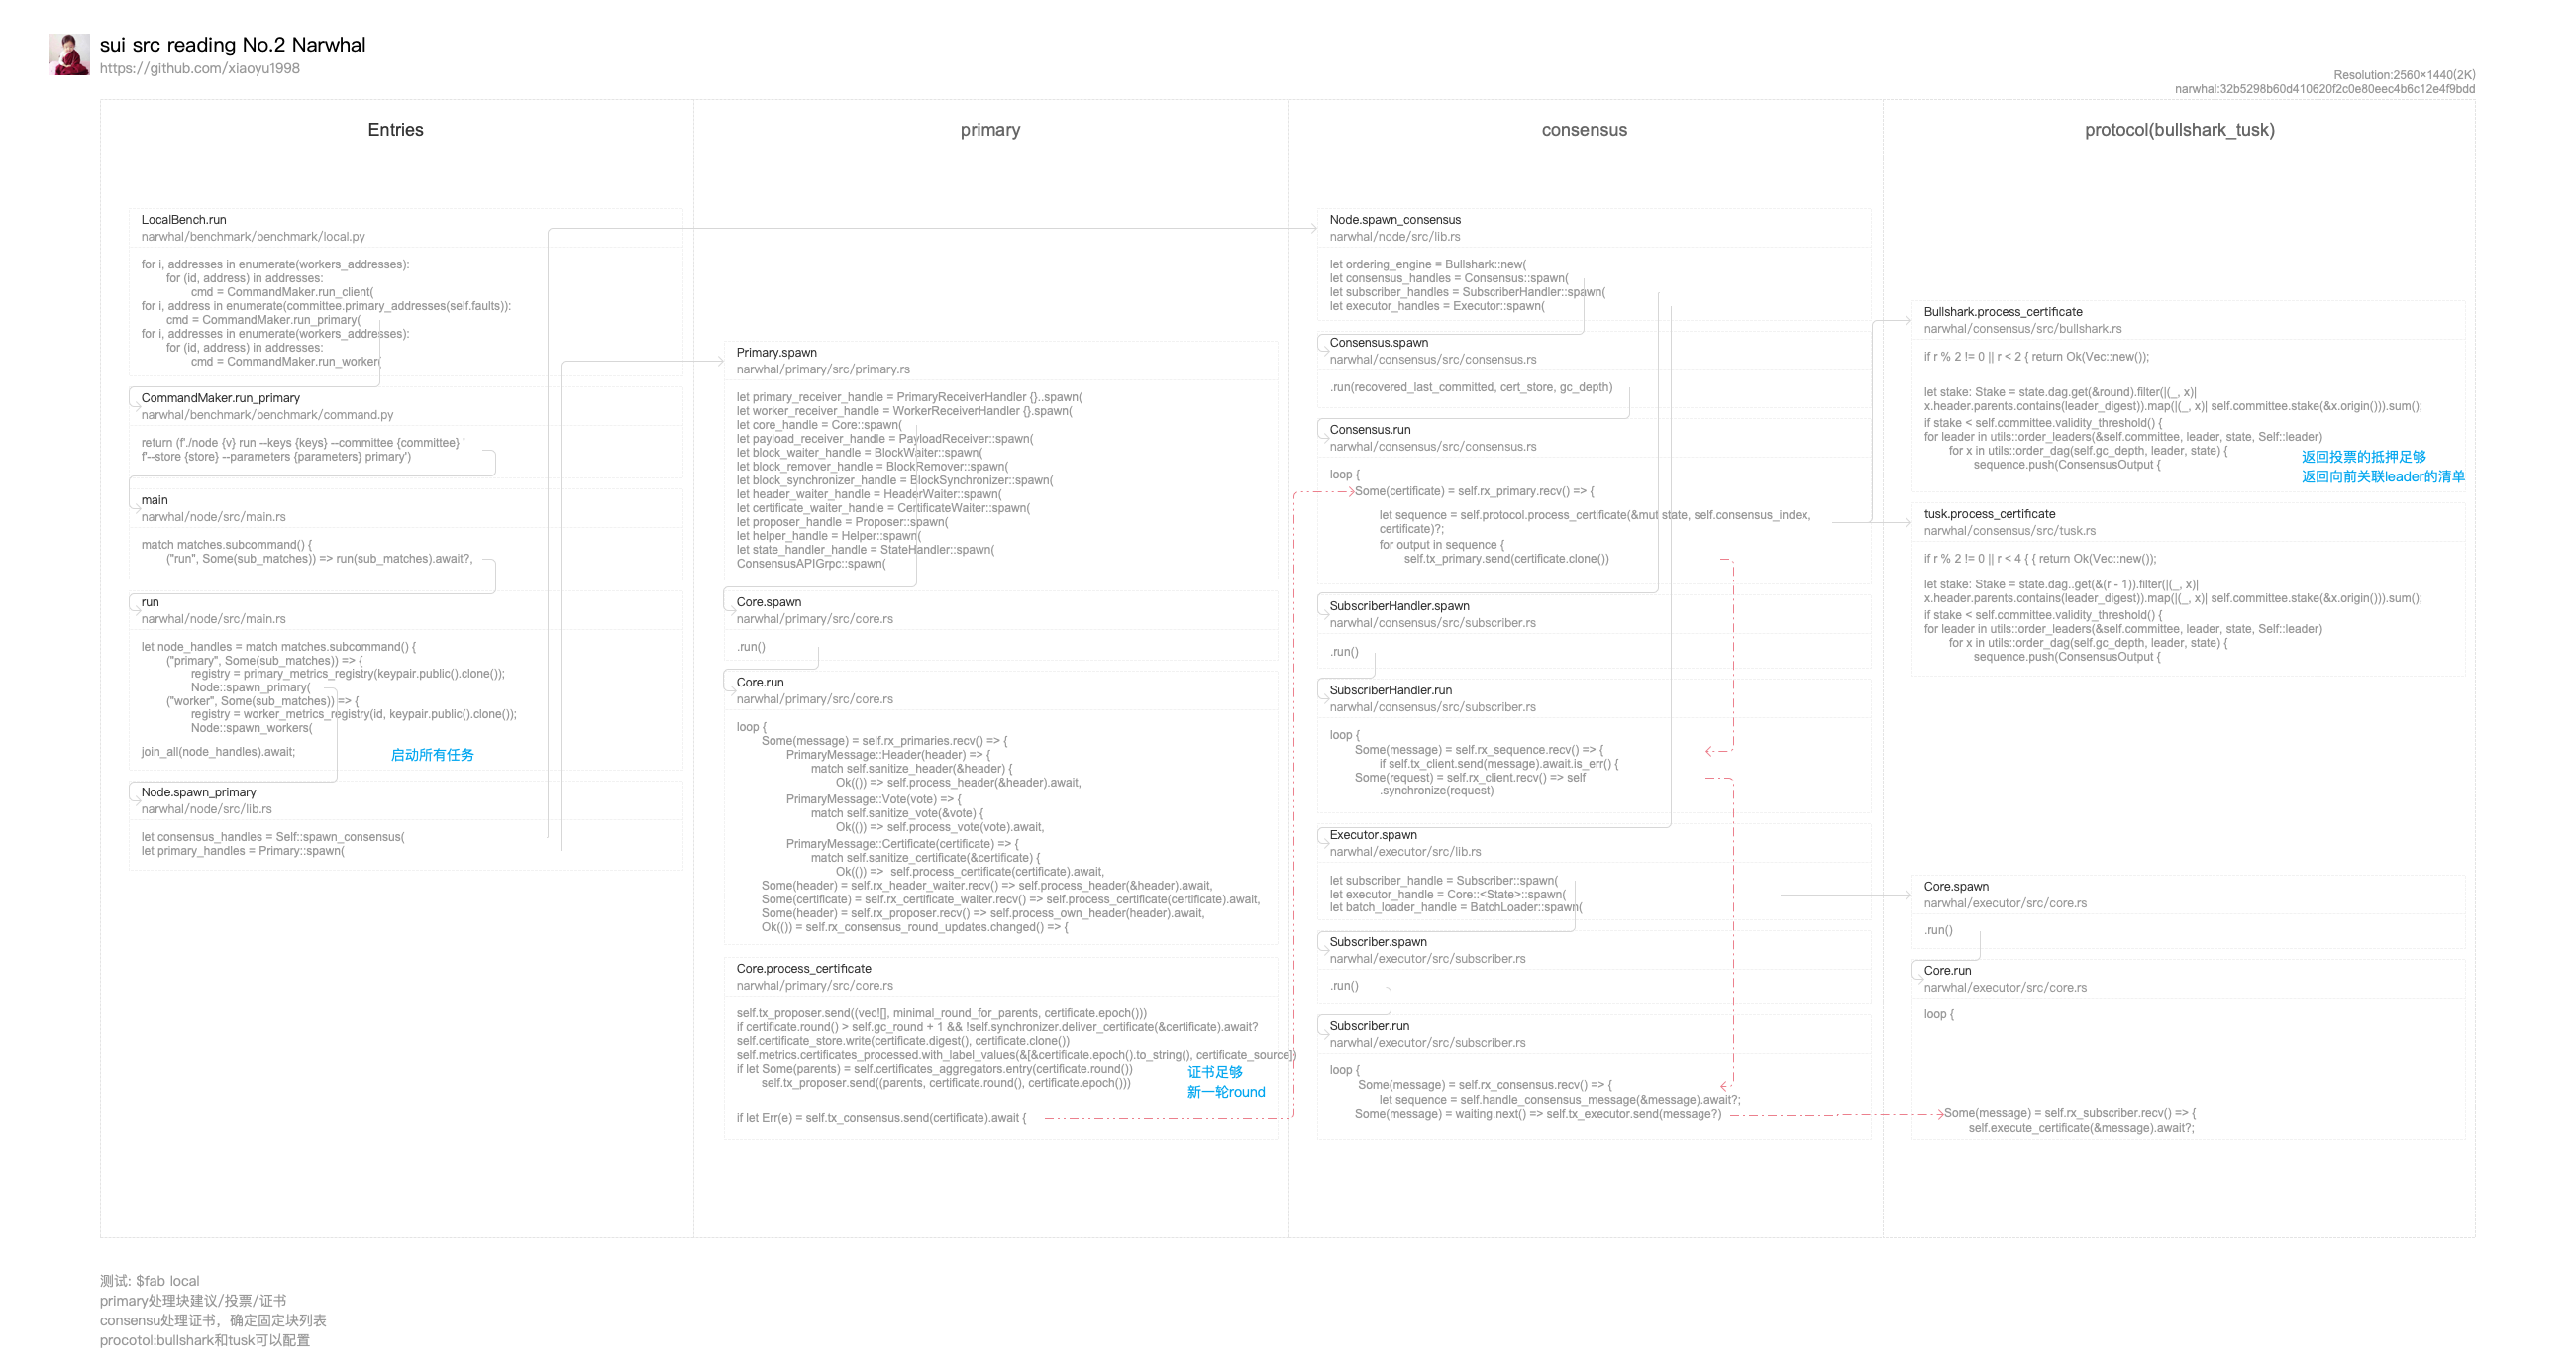 sui src reading No.2 Narwhal
https://github.com/xiaoyu1998
Resolution:2560×1440(2K)
narwhal:32b5298b60d410620f2c0e80eec4b6c12e4f9bdd
Entries
LocalBench.run
narwhal/benchmark/benchmark/local.py
for i, addresses in enumerate(workers_addresses):
for (id, address) in addresses:
cmd = CommandMaker.run_client(
for i, address in enumerate(committee.primary_addresses(self.faults)):
cmd = CommandMaker.run_primary(
for i, addresses in enumerate(workers_addresses):
for (id, address) in addresses:
cmd = CommandMaker.run_worker(
CommandMaker.run_primary
narwhal/benchmark/benchmark/command.py
return (f'./node {v} run --keys {keys} --committee {committee} '
f'--store {store} --parameters {parameters} primary')
main
narwhal/node/src/main.rs
match matches.subcommand() {
("run", Some(sub_matches)) => run(sub_matches).await?,
run
narwhal/node/src/main.rs
let node_handles = match matches.subcommand() {
("primary", Some(sub_matches)) => {
registry = primary_metrics_registry(keypair.public().clone());
Node::spawn_primary(
("worker", Some(sub_matches)) => {
registry = worker_metrics_registry(id, keypair.public().clone());
Node::spawn_workers(
join_all(node_handles).await;
启动所有任务
Node.spawn_primary
narwhal/node/src/lib.rs
let consensus_handles = Self::spawn_consensus(
let primary_handles = Primary::spawn(
primary
Primary.spawn
narwhal/primary/src/primary.rs
let primary_receiver_handle = PrimaryReceiverHandler {}..spawn(
let worker_receiver_handle = WorkerReceiverHandler {}.spawn(
let core_handle = Core::spawn(
let payload_receiver_handle = PayloadReceiver::spawn(
let block_waiter_handle = BlockWaiter::spawn(
let block_remover_handle = BlockRemover::spawn(
let block_synchronizer_handle = BlockSynchronizer::spawn(
let header_waiter_handle = HeaderWaiter::spawn(
let certificate_waiter_handle = CertificateWaiter::spawn(
let proposer_handle = Proposer::spawn(
let helper_handle = Helper::spawn(
let state_handler_handle = StateHandler::spawn(
ConsensusAPIGrpc::spawn(
Core.spawn
narwhal/primary/src/core.rs
.run()
Core.run
narwhal/primary/src/core.rs
loop {
Some(message) = self.rx_primaries.recv() => {
PrimaryMessage::Header(header) => {
match self.sanitize_header(&header) {
Ok(()) => self.process_header(&header).await,
PrimaryMessage::Vote(vote) => {
match self.sanitize_vote(&vote) {
Ok(()) => self.process_vote(vote).await,
PrimaryMessage::Certificate(certificate) => {
match self.sanitize_certificate(&certificate) {
Ok(()) =>  self.process_certificate(certificate).await,
Some(header) = self.rx_header_waiter.recv() => self.process_header(&header).await,
Some(certificate) = self.rx_certificate_waiter.recv() => self.process_certificate(certificate).await,
Some(header) = self.rx_proposer.recv() => self.process_own_header(header).await,
Ok(()) = self.rx_consensus_round_updates.changed() => {
Core.process_certificate
narwhal/primary/src/core.rs
self.tx_proposer.send((vec![], minimal_round_for_parents, certificate.epoch()))
if certificate.round() > self.gc_round + 1 && !self.synchronizer.deliver_certificate(&certificate).await?
self.certificate_store.write(certificate.digest(), certificate.clone())
self.metrics.certificates_processed.with_label_values(&[&certificate.epoch().to_string(), certificate_source])
if let Some(parents) = self.certificates_aggregators.entry(certificate.round())
self.tx_proposer.send((parents, certificate.round(), certificate.epoch()))
证书足够
新一轮round
if let Err(e) = self.tx_consensus.send(certificate).await {
consensus
Node.spawn_consensus
narwhal/node/src/lib.rs
let ordering_engine = Bullshark::new(
let consensus_handles = Consensus::spawn(
let subscriber_handles = SubscriberHandler::spawn(
let executor_handles = Executor::spawn(
Consensus.spawn
narwhal/consensus/src/consensus.rs
.run(recovered_last_committed, cert_store, gc_depth)
Consensus.run
narwhal/consensus/src/consensus.rs
loop {
Some(certificate) = self.rx_primary.recv() => {
let sequence = self.protocol.process_certificate(&mut state, self.consensus_index,
certificate)?;
for output in sequence {
self.tx_primary.send(certificate.clone())
SubscriberHandler.spawn
narwhal/consensus/src/subscriber.rs
.run()
SubscriberHandler.run
narwhal/consensus/src/subscriber.rs
loop {
Some(message) = self.rx_sequence.recv() => {
if self.tx_client.send(message).await.is_err() {
Some(request) = self.rx_client.recv() => self
.synchronize(request)
Executor.spawn
narwhal/executor/src/lib.rs
let subscriber_handle = Subscriber::spawn(
let executor_handle = Core::<State>::spawn(
let batch_loader_handle = BatchLoader::spawn(
Subscriber.spawn
narwhal/executor/src/subscriber.rs
.run()
Subscriber.run
narwhal/executor/src/subscriber.rs
loop {
Some(message) = self.rx_consensus.recv() => {
let sequence = self.handle_consensus_message(&message).await?;
Some(message) = waiting.next() => self.tx_executor.send(message?)
protocol(bullshark_tusk)
Bullshark.process_certificate
narwhal/consensus/src/bullshark.rs
if r % 2 != 0 || r < 2 { return Ok(Vec::new());
let stake: Stake = state.dag.get(&round).filter(|(_, x)|
x.header.parents.contains(leader_digest)).map(|(_, x)| self.committee.stake(&x.origin())).sum();
if stake < self.committee.validity_threshold() {
for leader in utils::order_leaders(&self.committee, leader, state, Self::leader)
for x in utils::order_dag(self.gc_depth, leader, state) {
sequence.push(ConsensusOutput {
返回投票的抵押足够
返回向前关联leader的清单
tusk.process_certificate
narwhal/consensus/src/tusk.rs
if r % 2 != 0 || r < 4 { { return Ok(Vec::new());
let stake: Stake = state.dag..get(&(r - 1)).filter(|(_, x)|
x.header.parents.contains(leader_digest)).map(|(_, x)| self.committee.stake(&x.origin())).sum();
if stake < self.committee.validity_threshold() {
for leader in utils::order_leaders(&self.committee, leader, state, Self::leader)
for x in utils::order_dag(self.gc_depth, leader, state) {
sequence.push(ConsensusOutput {
Core.spawn
narwhal/executor/src/core.rs
.run()
Core.run
narwhal/executor/src/core.rs
loop {
Some(message) = self.rx_subscriber.recv() => {
self.execute_certificate(&message).await?;
测试: $fab local
primary处理块建议/投票/证书
consensu处理证书，确定固定块列表
procotol:bullshark和tusk可以配置